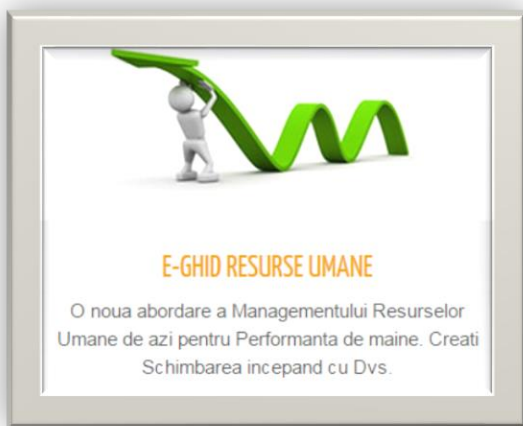 E-GHID RESURSE UMANE
O noua abordare a Managementului Resurselor
Umane de azi pentru Performanta de maine. Creati
Schimbarea incepand cu Dvs.